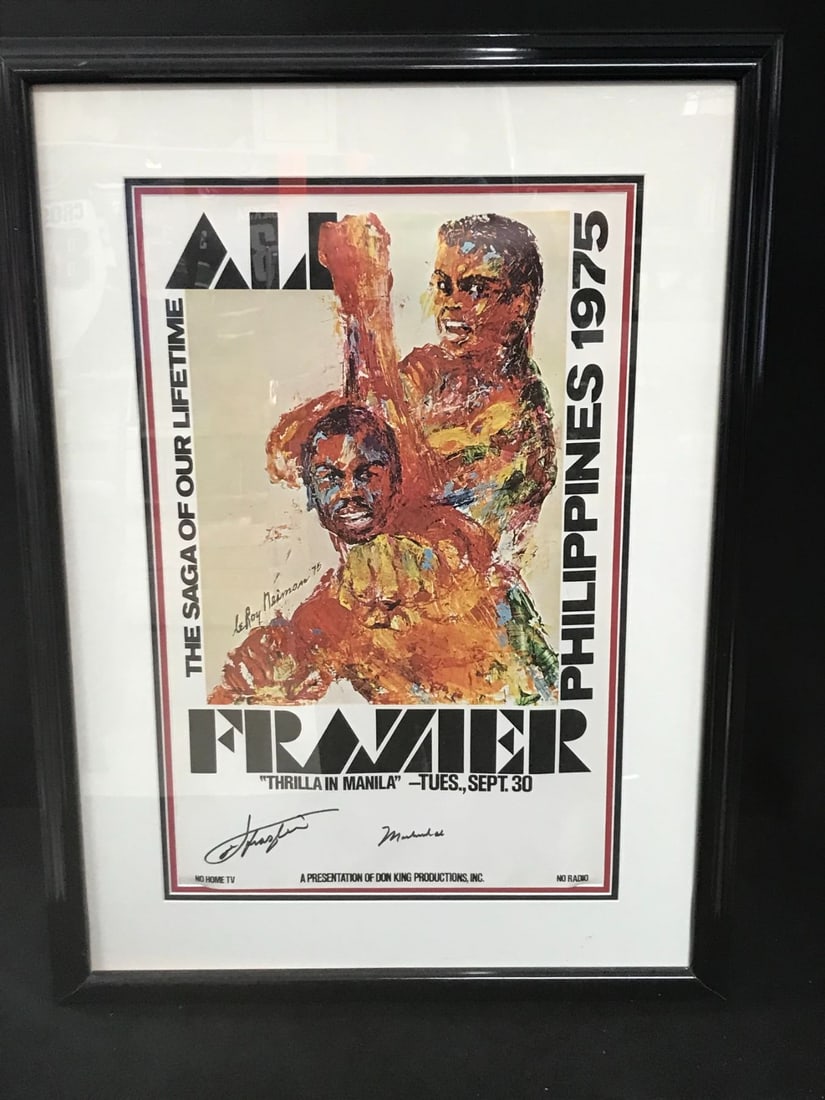 ALI
THE SAGA OF OUR LIFETIME
PHILIPPINES 1975
LeRoy Neiman '75
FRAZIER
"THRILLA IN MANILA" —TUES., SEPT. 30
NO HOME TV
A PRESENTATION OF DON KING PRODUCTIONS, INC.
NO RADIO